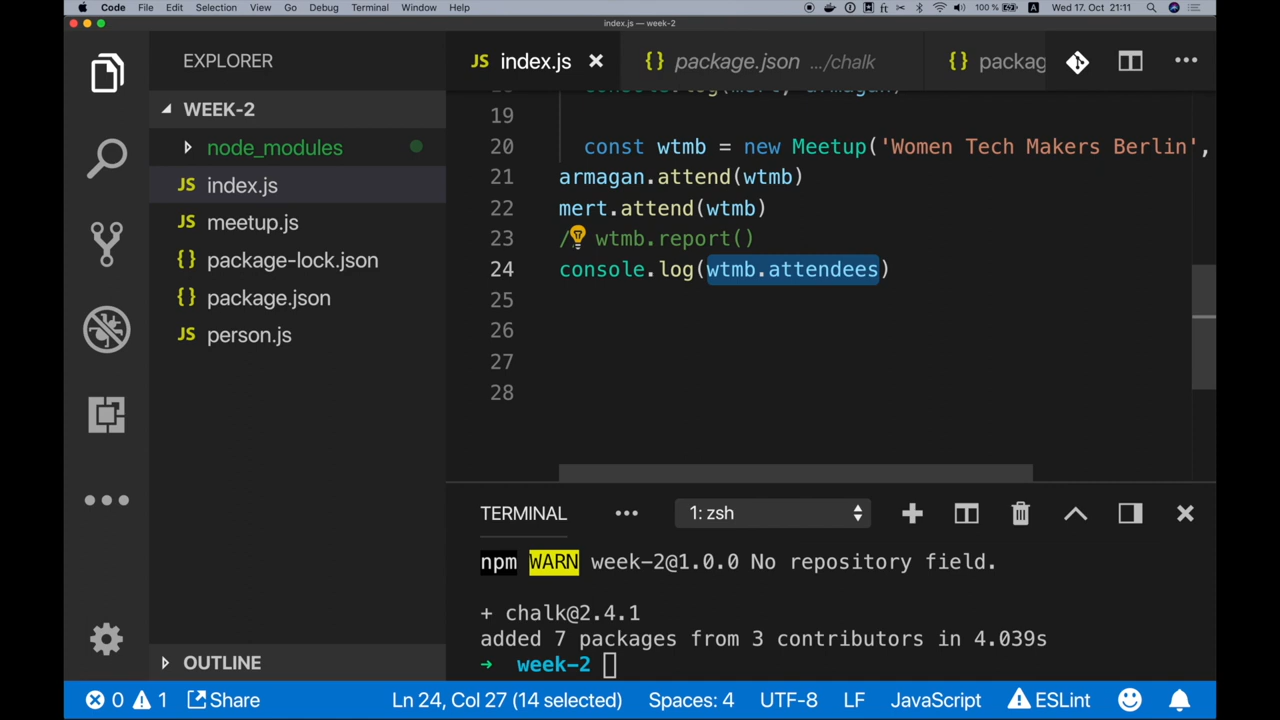 Code File Edit Selection View Go Debug Terminal Window Help 100 % A Wed 17. Oct 21:11
index.js — week-2
EXPLORER
JS index.js
{} package.json .../chalk
{} packag
WEEK-2
node_modules
JS index.js
JS meetup.js
{} package-lock.json
{} package.json
JS person.js
OUTLINE
19
20 const wtmb = new Meetup('Women Tech Makers Berlin',
21 armagan.attend(wtmb)
22 mert.attend(wtmb)
23 / wtmb.report()
24 console.log(wtmb.attendees)
25
26
27
28
TERMINAL
1: zsh
npm WARN week-2@1.0.0 No repository field.
+ chalk@2.4.1
added 7 packages from 3 contributors in 4.039s
➜ week-2
0 1 Share Ln 24, Col 27 (14 selected) Spaces: 4 UTF-8 LF JavaScript ESLint